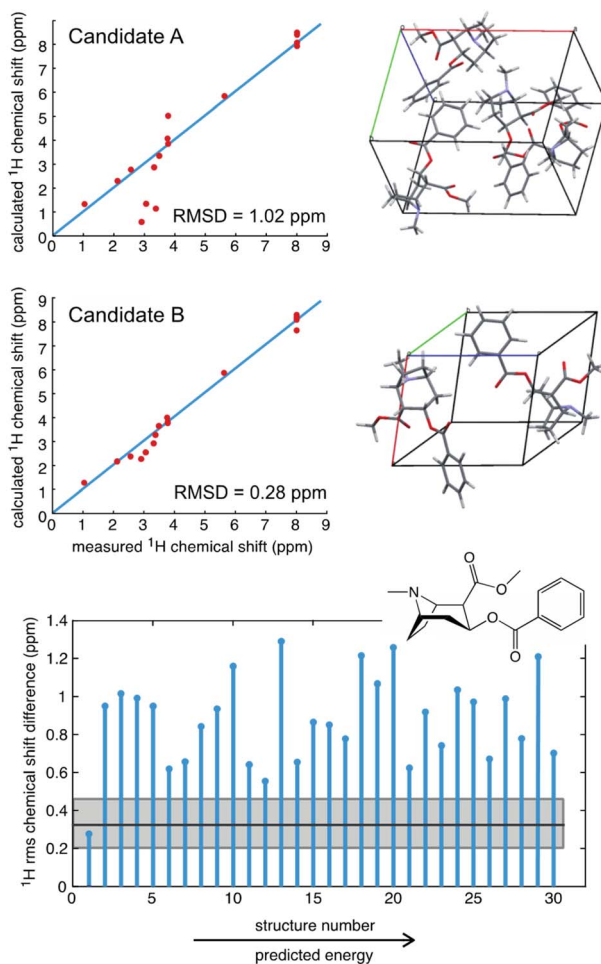 calculated ¹H chemical shift (ppm)
9
8
7
6
5
4
3
2
1
0
Candidate A
RMSD = 1.02 ppm
0 1 2 3 4 5 6 7 8 9
calculated ¹H chemical shift (ppm)
9
8
7
6
5
4
3
2
1
0
Candidate B
RMSD = 0.28 ppm
0 1 2 3 4 5 6 7 8 9
measured ¹H chemical shift (ppm)
N
O
O
O
O
¹H rms chemical shift difference (ppm)
1.4
1.2
1
0.8
0.6
0.4
0.2
0
0 5 10 15 20 25 30
structure number
predicted energy